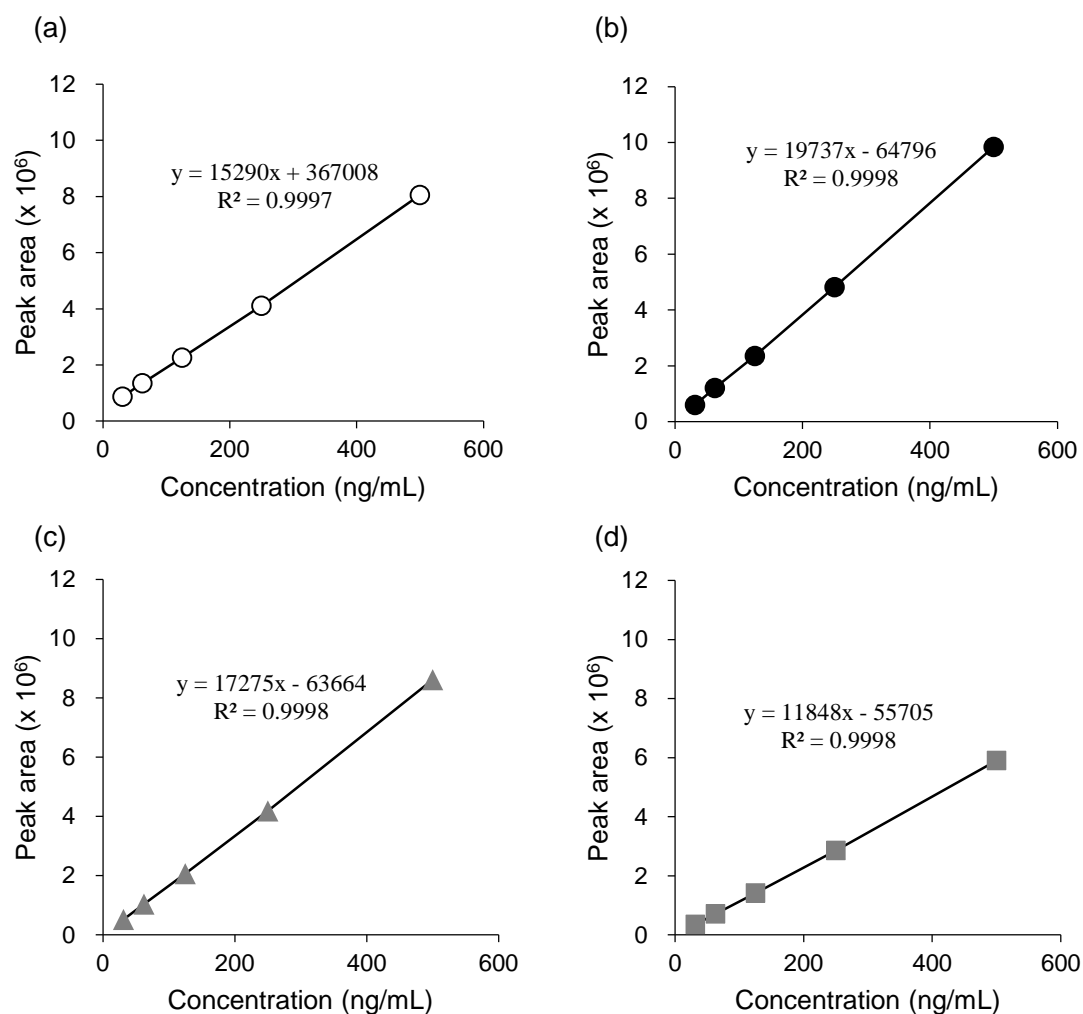 (a)
12
10
8
6
4
2
0
Peak area (x 10⁶)
y = 15290x + 367008
R² = 0.9997
0 200 400 600
Concentration (ng/mL)
(b)
12
10
8
6
4
2
0
Peak area (x 10⁶)
y = 19737x - 64796
R² = 0.9998
0 200 400 600
Concentration (ng/mL)
(c)
12
10
8
6
4
2
0
Peak area (x 10⁶)
y = 17275x - 63664
R² = 0.9998
0 200 400 600
Concentration (ng/mL)
(d)
12
10
8
6
4
2
0
Peak area (x 10⁶)
y = 11848x - 55705
R² = 0.9998
0 200 400 600
Concentration (ng/mL)